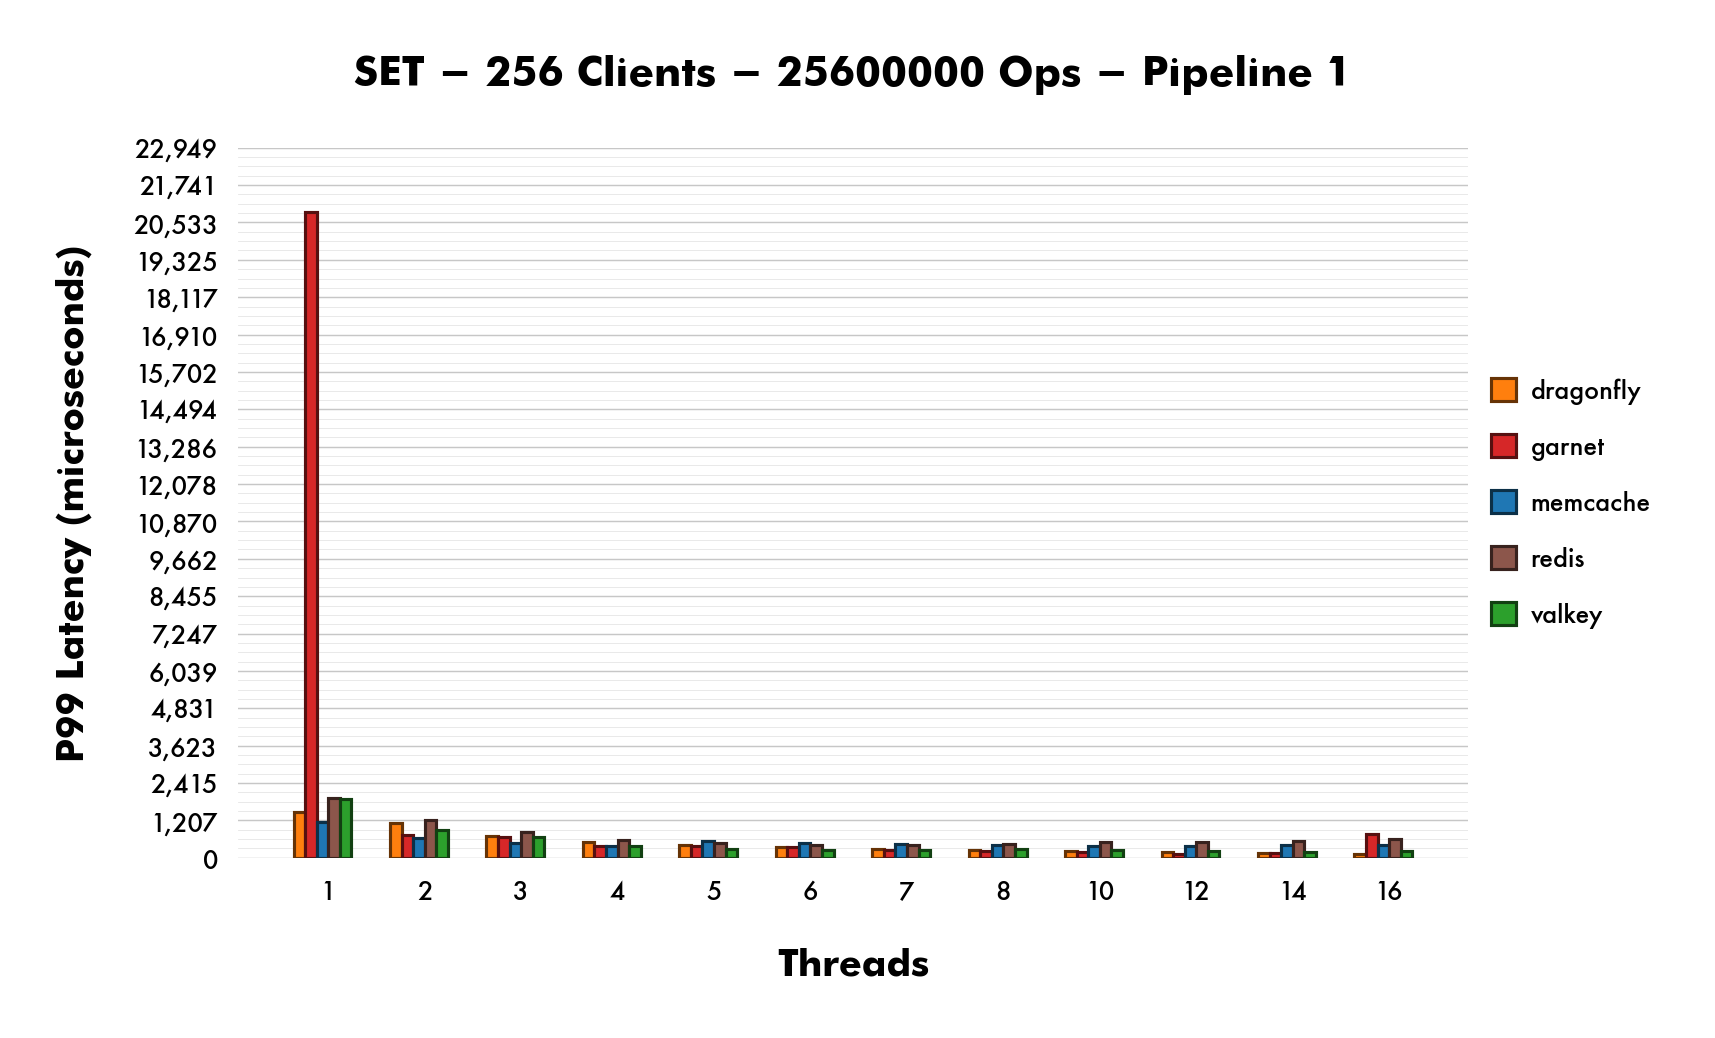 SET – 256 Clients – 25600000 Ops – Pipeline 1
P99 Latency (microseconds)
22,949
21,741
20,533
19,325
18,117
16,910
15,702
14,494
13,286
12,078
10,870
9,662
8,455
7,247
6,039
4,831
3,623
2,415
1,207
0
1 2 3 4 5 6 7 8 10 12 14 16
Threads
dragonfly
garnet
memcache
redis
valkey